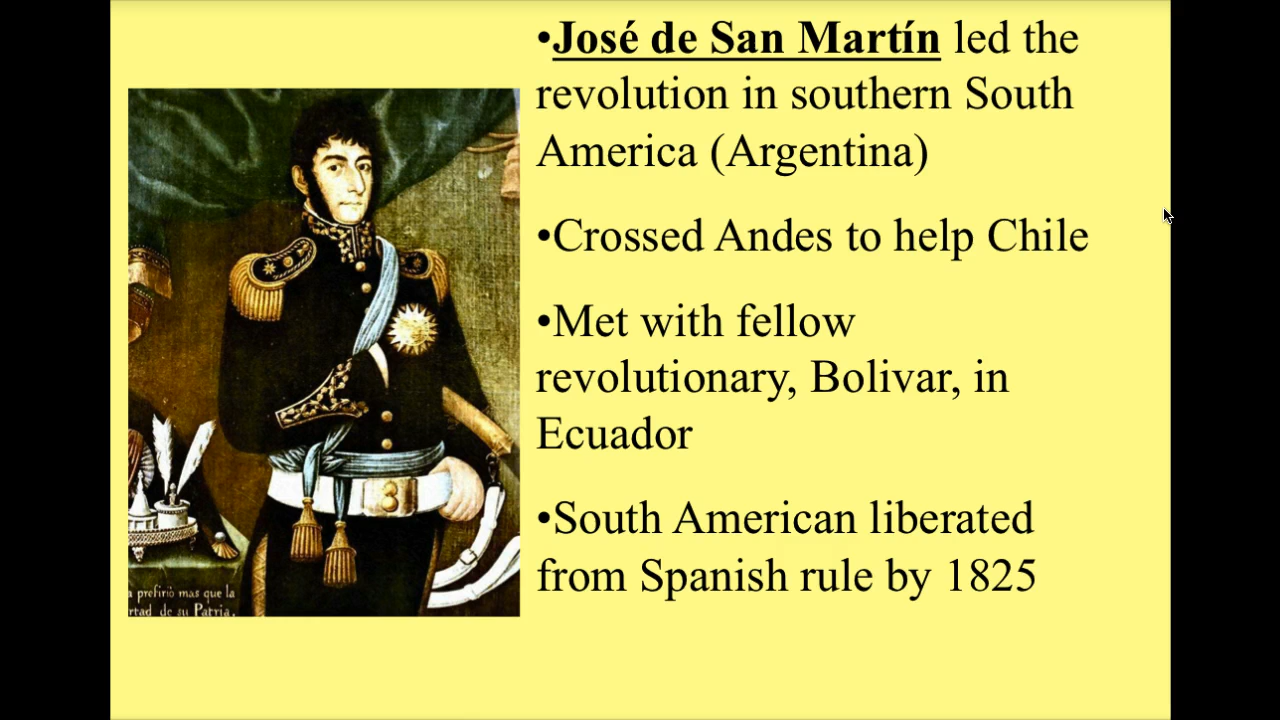 •José de San Martín led the
revolution in southern South
America (Argentina)
•Crossed Andes to help Chile
•Met with fellow
revolutionary, Bolivar, in
Ecuador
•South American liberated
from Spanish rule by 1825
a prefirió mas que la
rtad de su Patria.